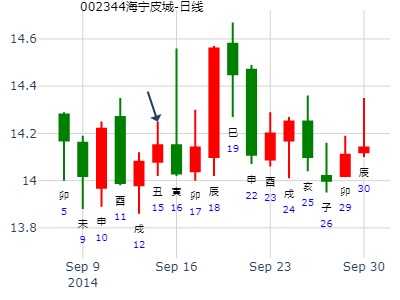 002344海宁皮城-日线
14.6
14.4
14.2
14
13.8
卯
5
未
9
申
10
酉
11
戌
12
丑
15
寅
16
卯
17
辰
18
巳
19
申
22
酉
23
戌
24
亥
25
子
26
卯
29
辰
30
Sep 9
2014
Sep 16
Sep 23
Sep 30